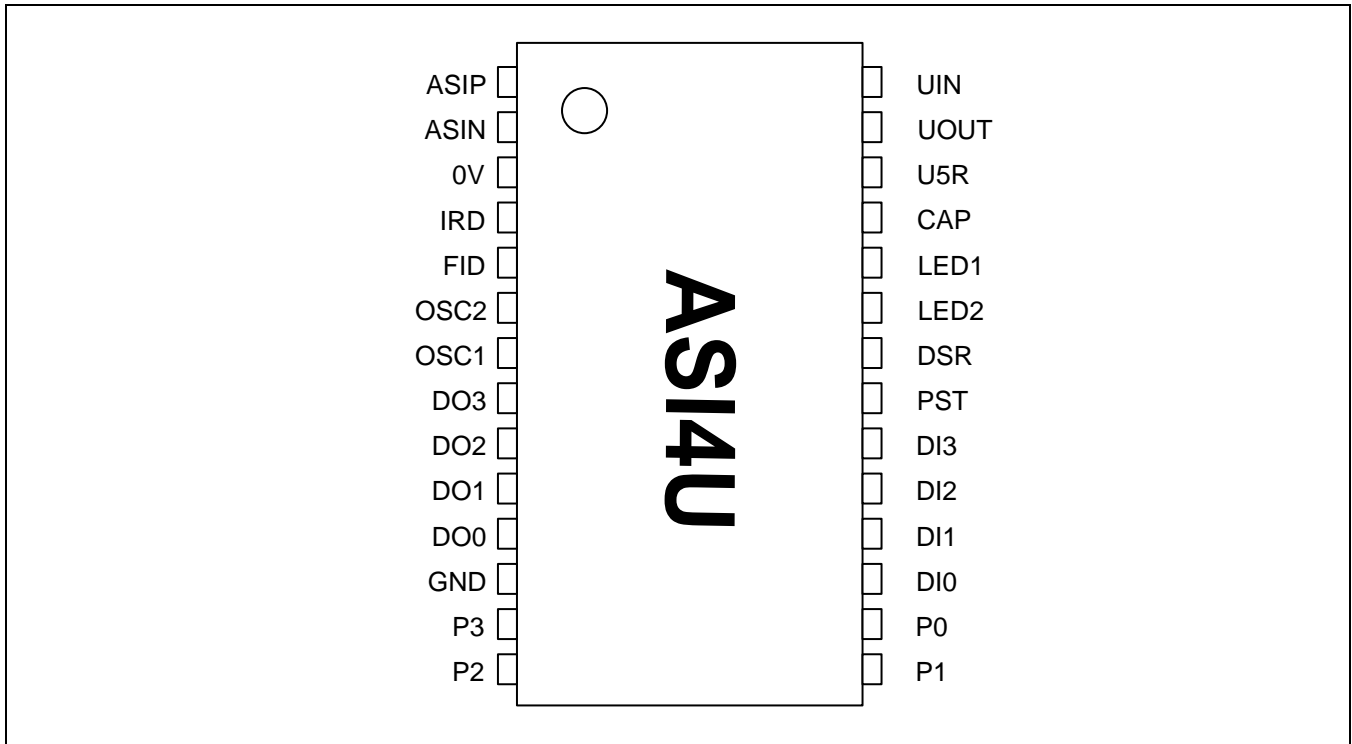 ASIP UIN
ASIN UOUT
0V U5R
IRD CAP
FID LED1
OSC2 LED2
OSC1 DSR
DO3 PST
DO2 DI3
DO1 DI2
DO0 DI1
GND DI0
P3 P0
P2 P1
ASI4U